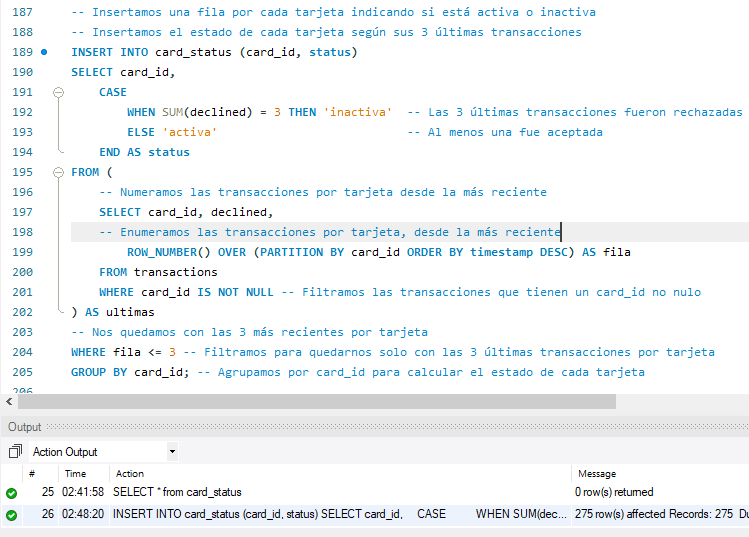 187 -- Insertamos una fila por cada tarjeta indicando si está activa o inactiva
188 -- Insertamos el estado de cada tarjeta según sus 3 últimas transacciones
189 INSERT INTO card_status (card_id, status)
190 SELECT card_id,
191 CASE
192 WHEN SUM(declined) = 3 THEN 'inactiva' -- Las 3 últimas transacciones fueron rechazadas
193 ELSE 'activa' -- Al menos una fue aceptada
194 END AS status
195 FROM (
196 -- Numeramos las transacciones por tarjeta desde la más reciente
197 SELECT card_id, declined,
198 -- Enumeramos las transacciones por tarjeta, desde la más reciente
199 ROW_NUMBER() OVER (PARTITION BY card_id ORDER BY timestamp DESC) AS fila
200 FROM transactions
201 WHERE card_id IS NOT NULL -- Filtramos las transacciones que tienen un card_id no nulo
202 ) AS ultimas
203 -- Nos quedamos con las 3 más recientes por tarjeta
204 WHERE fila <= 3 -- Filtramos para quedarnos solo con las 3 últimas transacciones por tarjeta
205 GROUP BY card_id; -- Agrupamos por card_id para calcular el estado de cada tarjeta
206
Output
Action Output
# Time Action Message
25 02:41:58 SELECT * from card_status 0 row(s) returned
26 02:48:20 INSERT INTO card_status (card_id, status) SELECT card_id, CASE WHEN SUM(dec... 275 row(s) affected Records: 275 Du